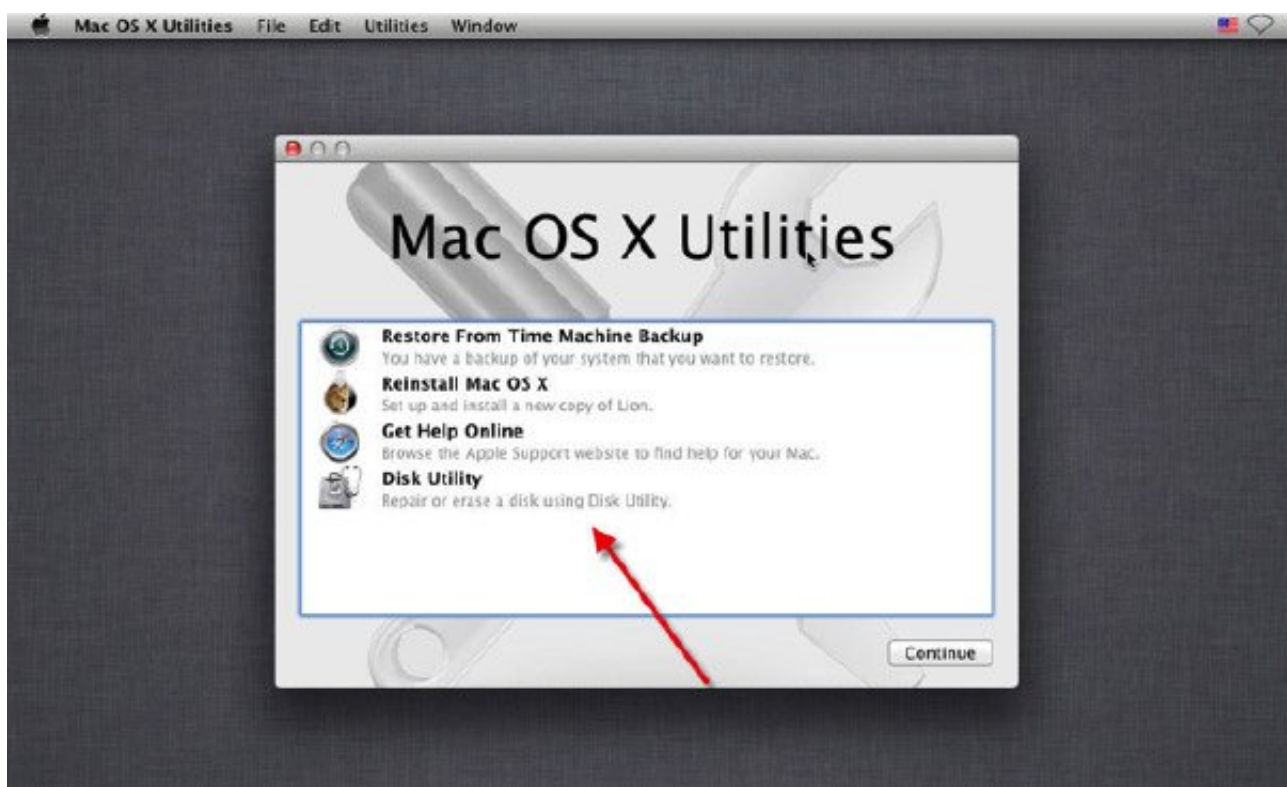 Mac OS X Utilities File Edit Utilities Window
Mac OS X Utilities
Restore From Time Machine Backup
You have a backup of your system that you want to restore.
Reinstall Mac OS X
Set up and install a new copy of Lion.
Get Help Online
Browse the Apple Support website to find help for your Mac.
Disk Utility
Repair or erase a disk using Disk Utility.
Continue